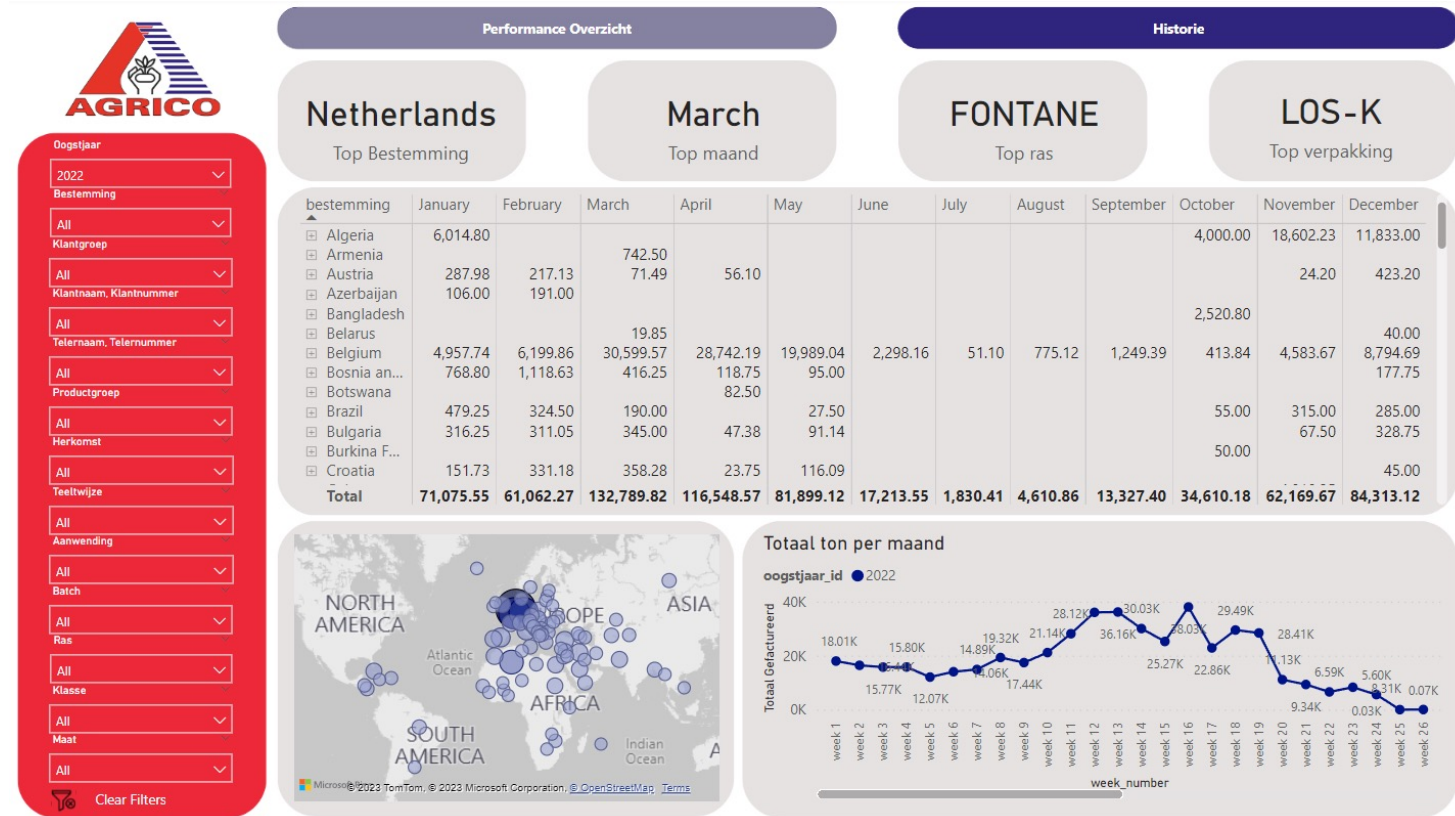 Performance Overzicht
Historie
AGRICO
Netherlands
Top Bestemming
March
Top maand
FONTANE
Top ras
LOS-K
Top verpakking
Oogstjaar
2022
Bestemming
All
Klantgroep
All
Klantnaam, Klantnummer
All
Telernaam, Telernummer
All
Productgroep
All
Herkomst
All
Teeltwijze
All
Aanwending
All
Batch
All
Ras
All
Klasse
All
Maat
All
Clear Filters
bestemming January February March April May June July August September October November December
Algeria 6,014.80 4,000.00 18,602.23 11,833.00
Armenia 742.50
Austria 287.98 217.13 71.49 56.10 24.20 423.20
Azerbaijan 106.00 191.00
Bangladesh 2,520.80
Belarus 19.85 40.00
Belgium 4,957.74 6,199.86 30,599.57 28,742.19 19,989.04 2,298.16 51.10 775.12 1,249.39 413.84 4,583.67 8,794.69
Bosnia an... 768.80 1,118.63 416.25 118.75 95.00 177.75
Botswana 82.50
Brazil 479.25 324.50 190.00 27.50 55.00 315.00 285.00
Bulgaria 316.25 311.05 345.00 47.38 91.14 67.50 328.75
Burkina F... 50.00
Croatia 151.73 331.18 358.28 23.75 116.09 45.00
Total 71,075.55 61,062.27 132,789.82 116,548.57 81,899.12 17,213.55 1,830.41 4,610.86 13,327.40 34,610.18 62,169.67 84,313.12
NORTH
AMERICA
ASIA
Atlantic
Ocean
AFRICA
SOUTH
AMERICA
Indian
Ocean
© 2023 TomTom, © 2023 Microsoft Corporation, © OpenStreetMap Terms
Totaal ton per maand
oogstjaar_id 2022
Totaal Gefactureerd
40K
20K
0K
18.01K
15.77K
15.80K
12.07K
14.89K
14.06K
19.32K
17.44K
21.14K
28.12K
36.16K
30.03K
25.27K
38.03K
22.86K
29.49K
28.41K
11.13K
9.34K
6.59K
8.31K
5.60K
0.03K
0.07K
week 1
week 2
week 3
week 4
week 5
week 6
week 7
week 8
week 9
week 10
week 11
week 12
week 13
week 14
week 15
week 16
week 17
week 18
week 19
week 20
week 21
week 22
week 23
week 24
week 25
week 26
week_number